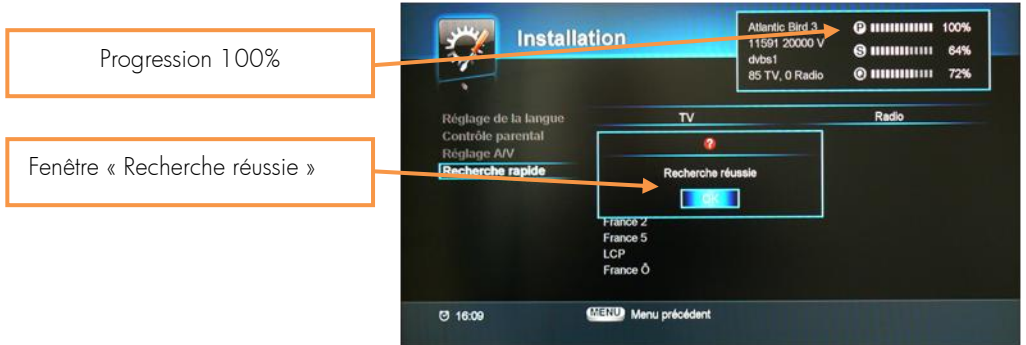 Progression 100%
Fenêtre « Recherche réussie »
Installation
Atlantic Bird 3
11591 20000 V
dvbs1
85 TV, 0 Radio
P 100%
S 64%
Q 72%
Réglage de la langue
Contrôle parental
Réglage A/V
Recherche rapide
TV
Radio
?
Recherche réussie
OK
France 2
France 5
LCP
France Ô
16:09
MENU Menu précédent